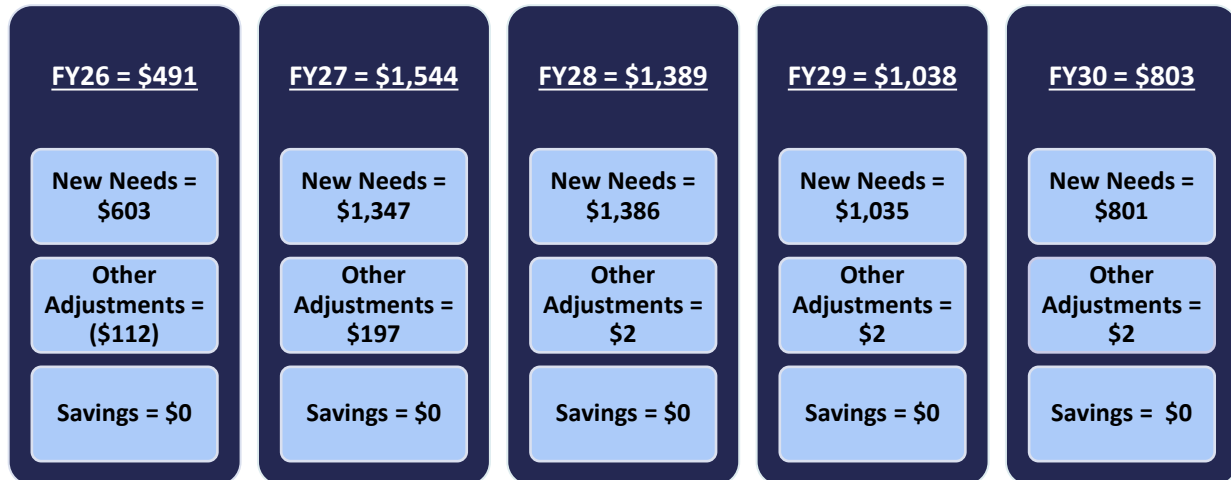 FY26 = $491
New Needs =
$603
Other
Adjustments =
($112)
Savings = $0
FY27 = $1,544
New Needs =
$1,347
Other
Adjustments =
$197
Savings = $0
FY28 = $1,389
New Needs =
$1,386
Other
Adjustments =
$2
Savings = $0
FY29 = $1,038
New Needs =
$1,035
Other
Adjustments =
$2
Savings = $0
FY30 = $803
New Needs =
$801
Other
Adjustments =
$2
Savings =  $0